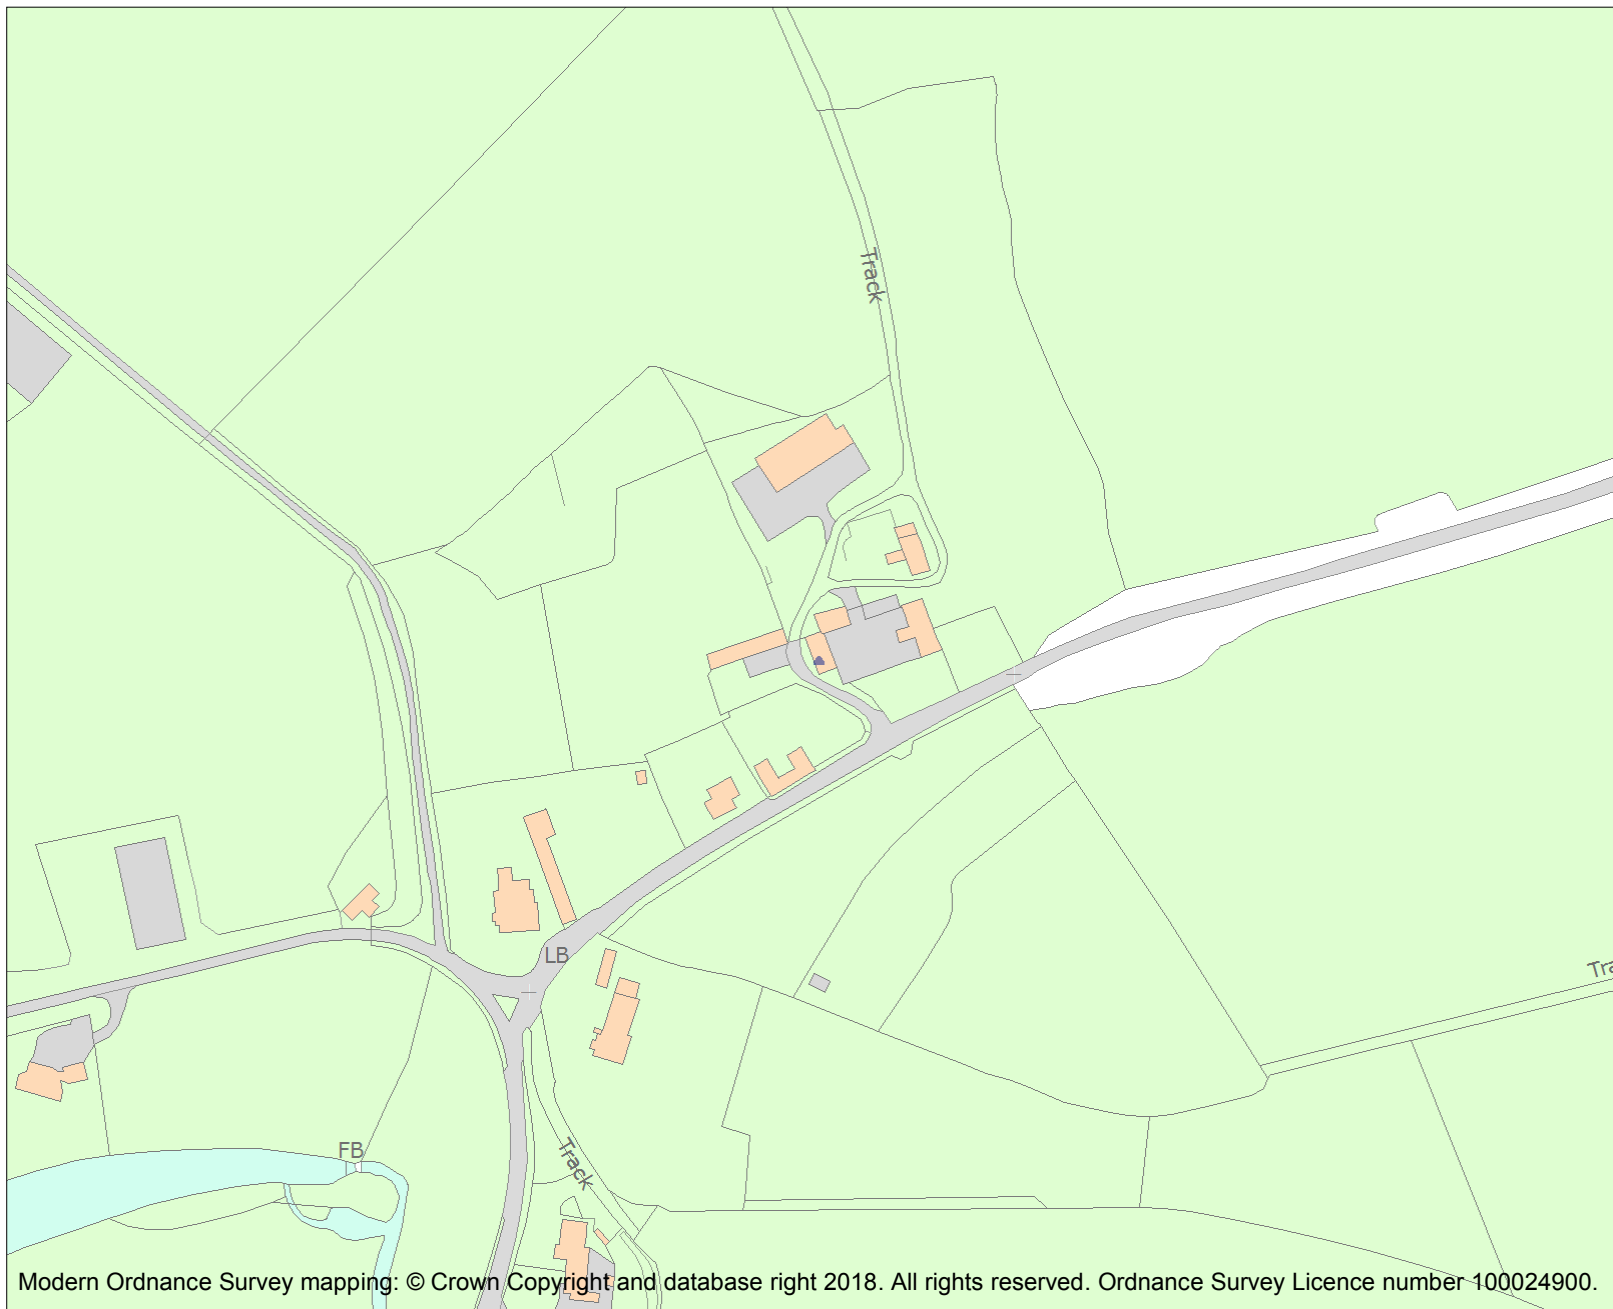 Track
LB
Tra
FB
Track
Modern Ordnance Survey mapping: © Crown Copyright and database right 2018. All rights reserved. Ordnance Survey Licence number 100024900.